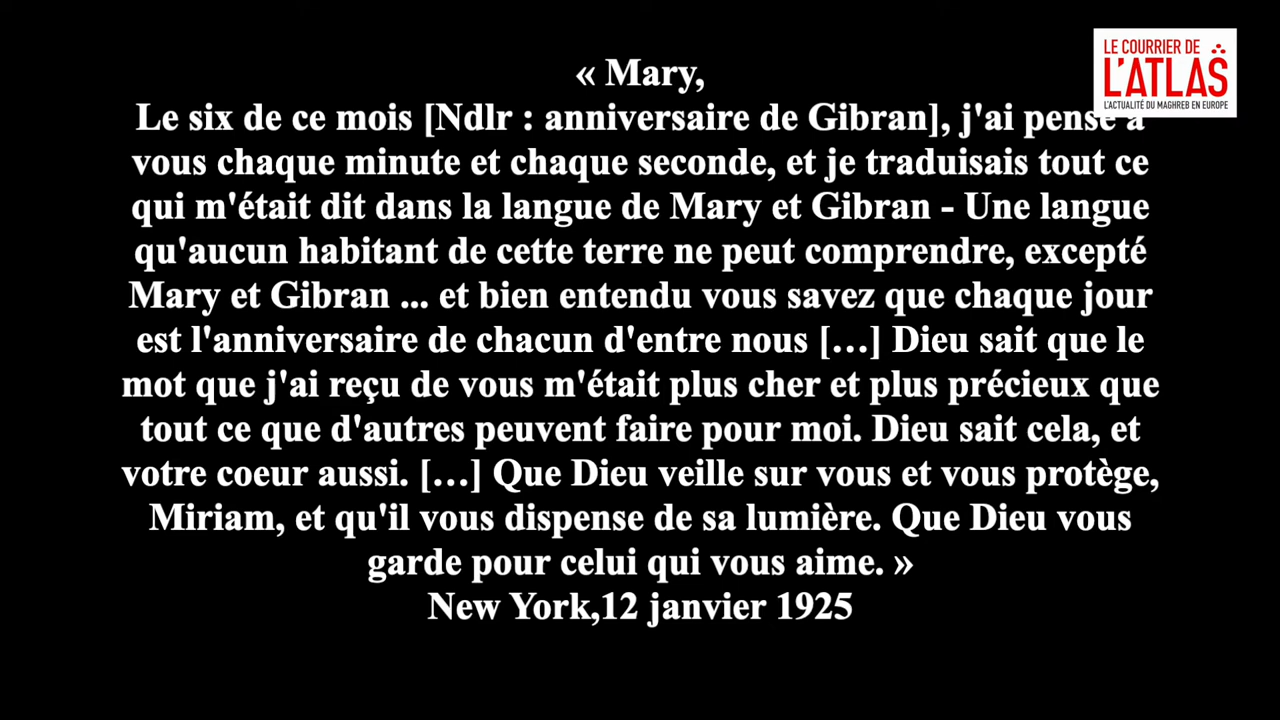 LE COURRIER DE
L'ATLAS
L'ACTUALITÉ DU MAGHREB EN EUROPE
« Mary,
Le six de ce mois [Ndlr : anniversaire de Gibran], j'ai pensé à
vous chaque minute et chaque seconde, et je traduisais tout ce
qui m'était dit dans la langue de Mary et Gibran - Une langue
qu'aucun habitant de cette terre ne peut comprendre, excepté
Mary et Gibran ... et bien entendu vous savez que chaque jour
est l'anniversaire de chacun d'entre nous […] Dieu sait que le
mot que j'ai reçu de vous m'était plus cher et plus précieux que
tout ce que d'autres peuvent faire pour moi. Dieu sait cela, et
votre coeur aussi. […] Que Dieu veille sur vous et vous protège,
Miriam, et qu'il vous dispense de sa lumière. Que Dieu vous
garde pour celui qui vous aime. »
New York,12 janvier 1925